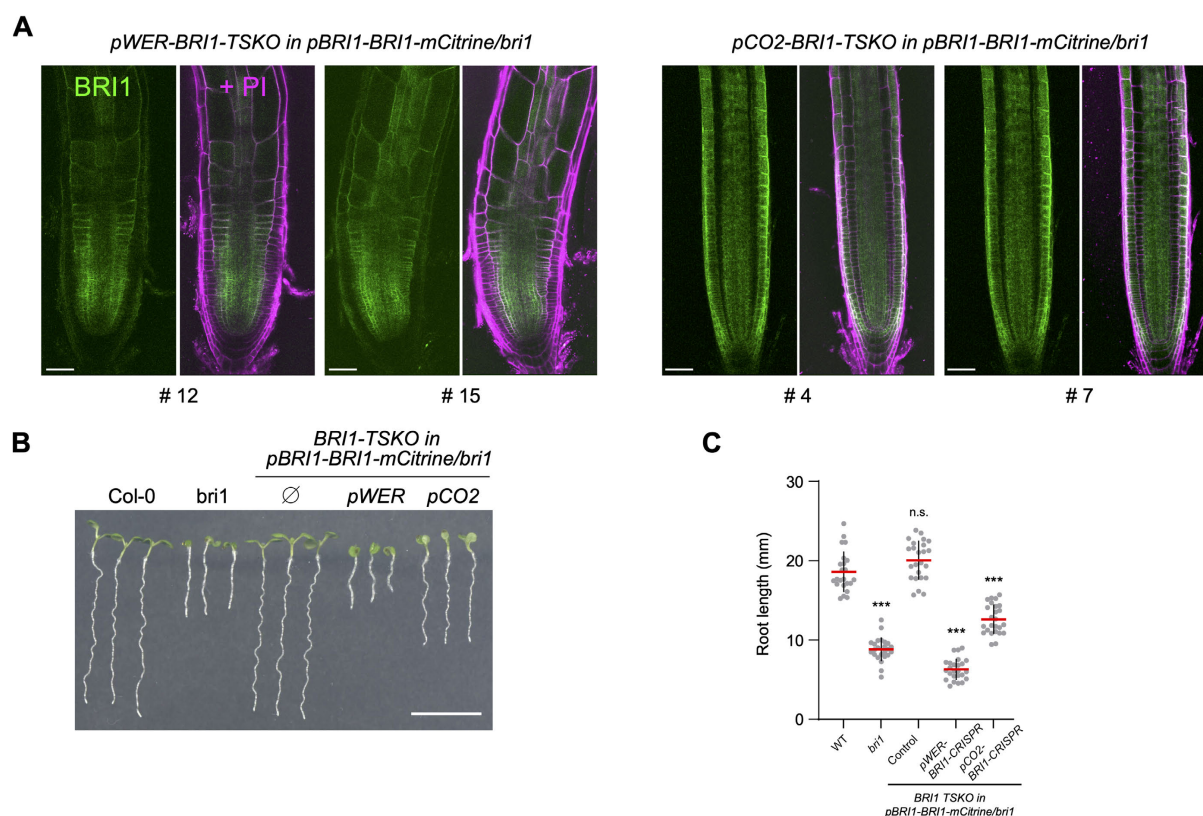 A
pWER-BRI1-TSKO in pBRI1-BRI1-mCitrine/bri1
pCO2-BRI1-TSKO in pBRI1-BRI1-mCitrine/bri1
BRI1
+ PI
# 12
# 15
# 4
# 7
B
BRI1-TSKO in
pBRI1-BRI1-mCitrine/bri1
Col-0
bri1
∅
pWER
pCO2
C
Root length (mm)
30
20
10
0
n.s.
***
***
***
WT
bri1
Control
pWER-
BRI1-CRISPR
pCO2-
BRI1-CRISPR
BRI1 TSKO in
pBRI1-BRI1-mCitrine/bri1